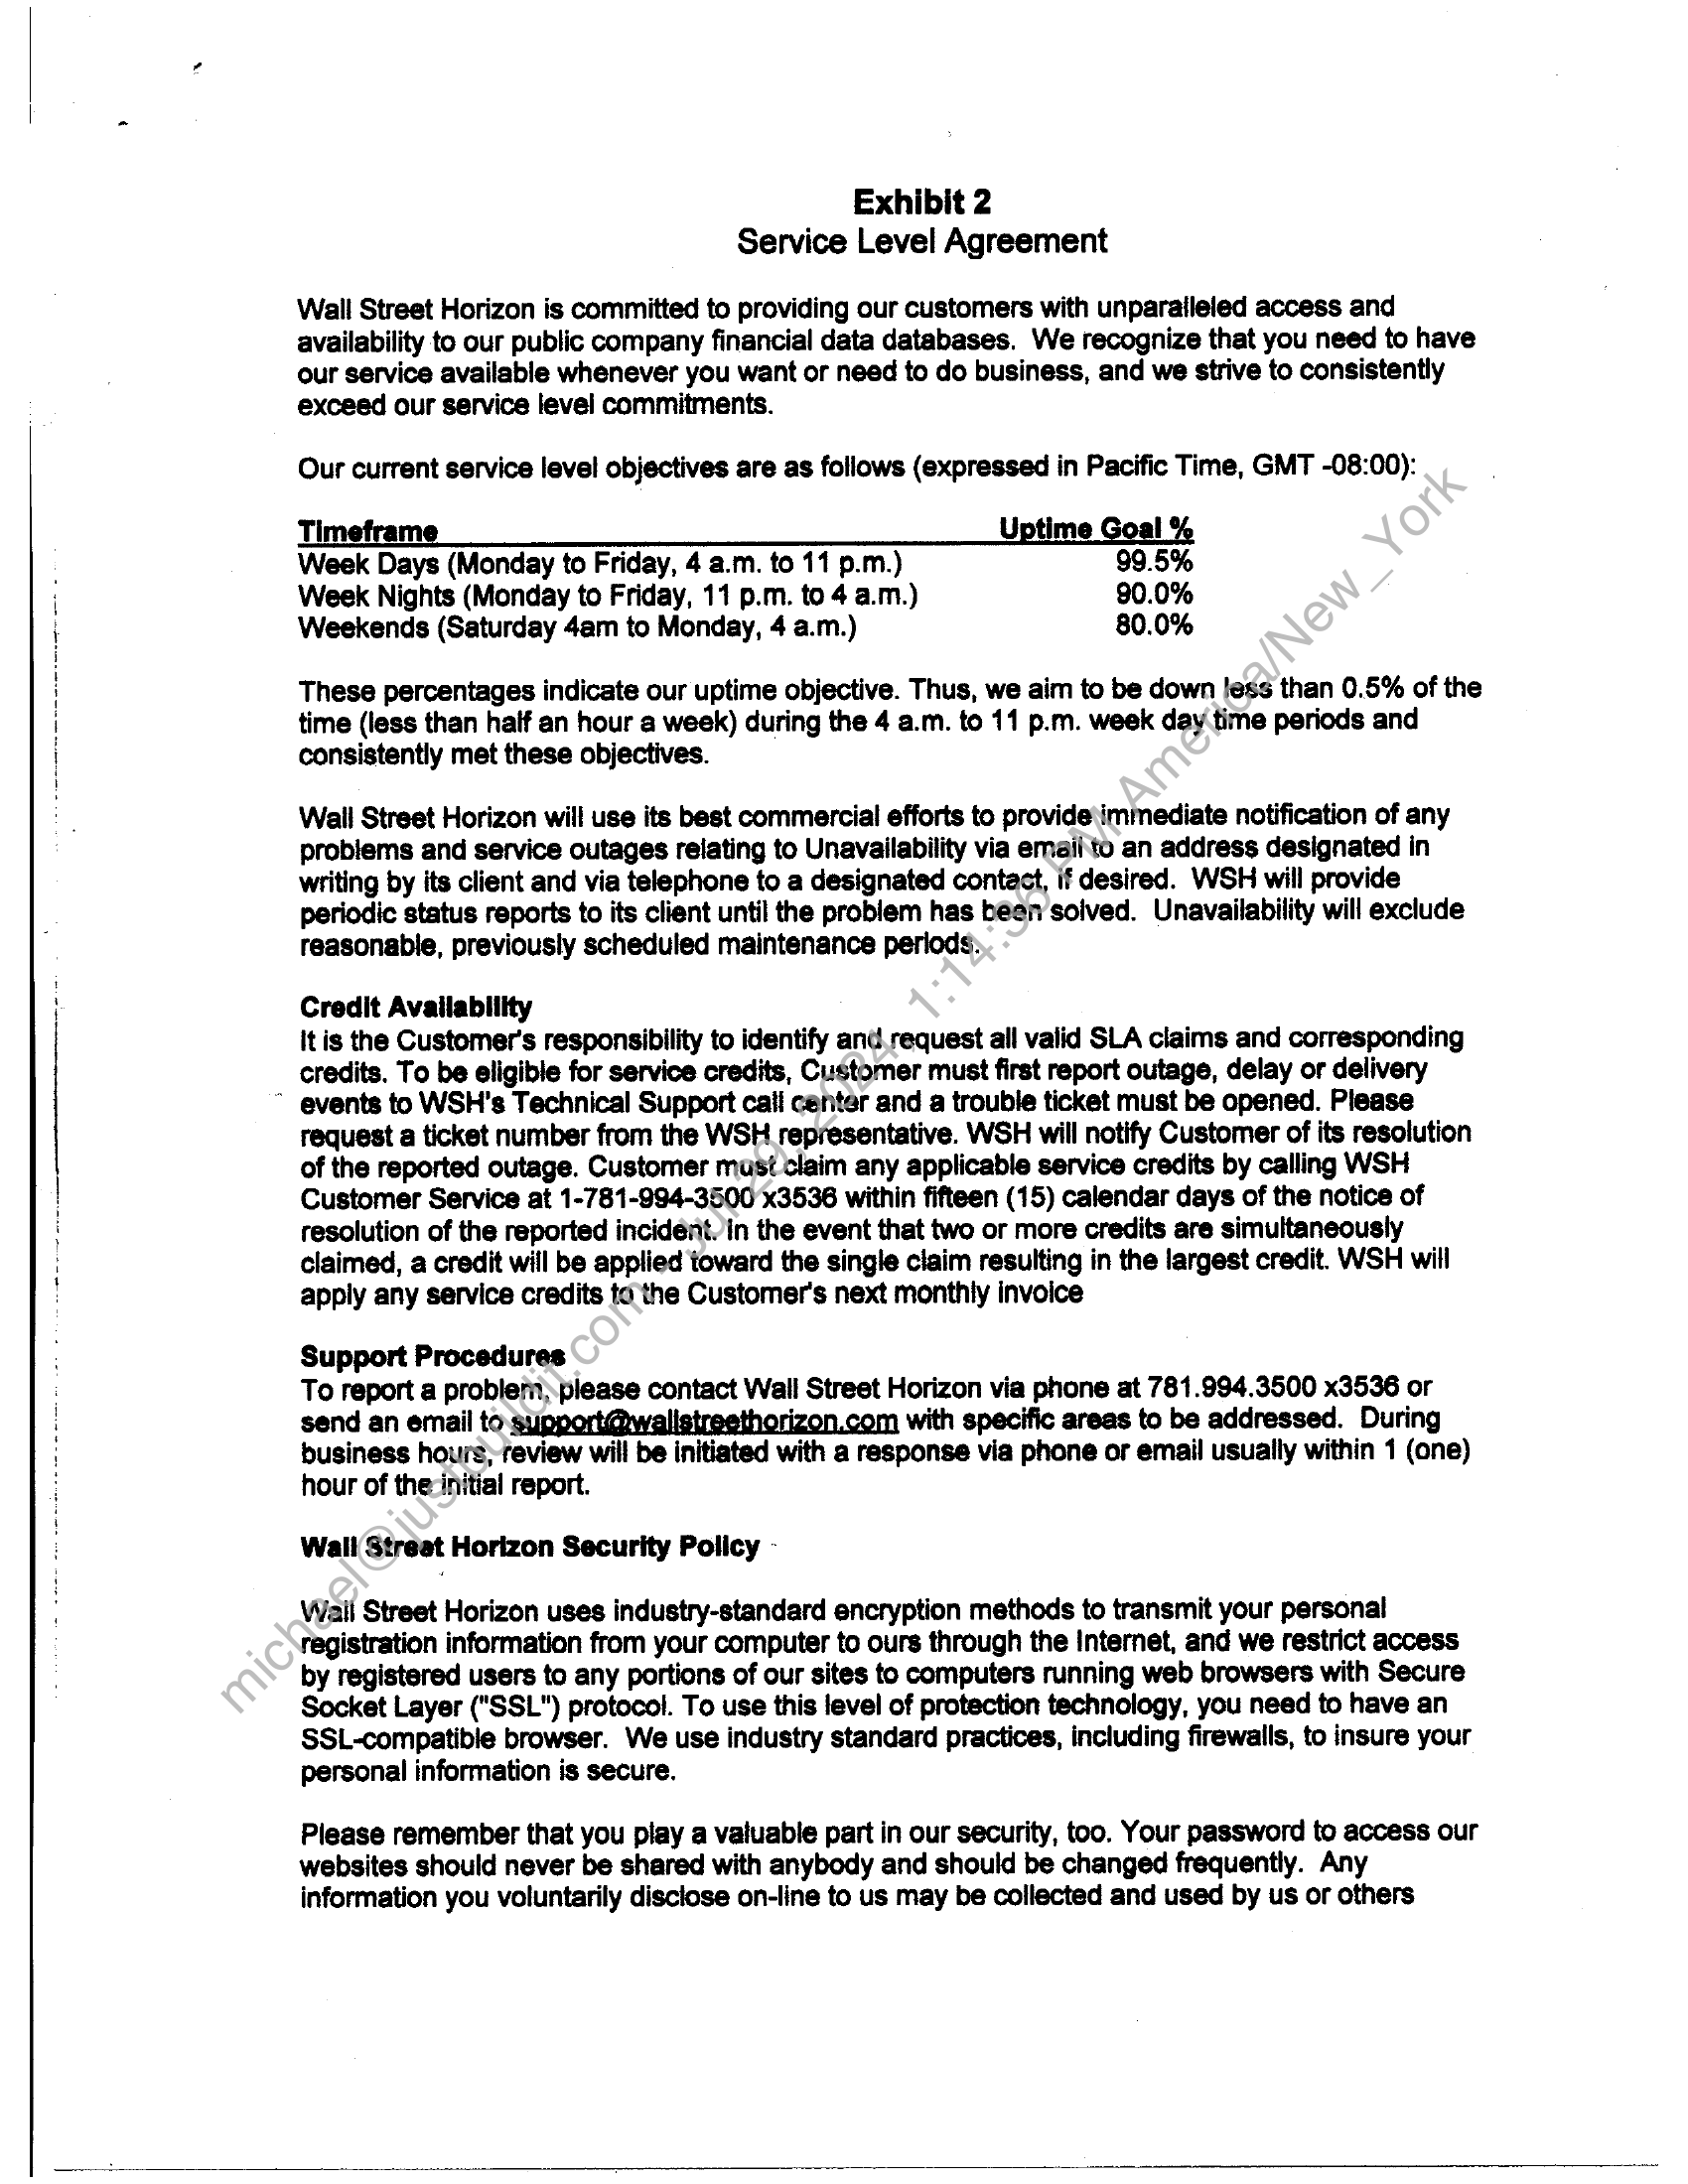 Exhibit 2
Service Level Agreement
Wall Street Horizon is committed to providing our customers with unparalleled access and
availability to our public company financial data databases. We recognize that you need to have
our service available whenever you want or need to do business, and we strive to consistently
exceed our service level commitments.
Our current service level objectives are as follows (expressed in Pacific Time, GMT -08:00):
Timeframe Uptime Goal %
Week Days (Monday to Friday, 4 a.m. to 11 p.m.) 99.5%
Week Nights (Monday to Friday, 11 p.m. to 4 a.m.) 90.0%
Weekends (Saturday 4am to Monday, 4 a.m.) 80.0%
These percentages indicate our uptime objective. Thus, we aim to be down less than 0.5% of the
time (less than half an hour a week) during the 4 a.m. to 11 p.m. week day time periods and
consistently met these objectives.
Wall Street Horizon will use its best commercial efforts to provide immediate notification of any
problems and service outages relating to Unavailability via email to an address designated in
writing by its client and via telephone to a designated contact, if desired. WSH will provide
periodic status reports to its client until the problem has been solved. Unavailability will exclude
reasonable, previously scheduled maintenance periods.
Credit Availability
It is the Customer's responsibility to identify and request all valid SLA claims and corresponding
credits. To be eligible for service credits, Customer must first report outage, delay or delivery
events to WSH's Technical Support call center and a trouble ticket must be opened. Please
request a ticket number from the WSH representative. WSH will notify Customer of its resolution
of the reported outage. Customer must claim any applicable service credits by calling WSH
Customer Service at 1-781-994-3500 x3536 within fifteen (15) calendar days of the notice of
resolution of the reported incident. In the event that two or more credits are simultaneously
claimed, a credit will be applied toward the single claim resulting in the largest credit. WSH will
apply any service credits to the Customer's next monthly invoice
Support Procedures
To report a problem, please contact Wall Street Horizon via phone at 781.994.3500 x3536 or
send an email to support@wallstreethorizon.com with specific areas to be addressed. During
business hours, review will be initiated with a response via phone or email usually within 1 (one)
hour of the initial report.
Wall Street Horizon Security Policy
Wall Street Horizon uses industry-standard encryption methods to transmit your personal
registration information from your computer to ours through the Internet, and we restrict access
by registered users to any portions of our sites to computers running web browsers with Secure
Socket Layer ("SSL") protocol. To use this level of protection technology, you need to have an
SSL-compatible browser. We use industry standard practices, including firewalls, to insure your
personal information is secure.
Please remember that you play a valuable part in our security, too. Your password to access our
websites should never be shared with anybody and should be changed frequently. Any
information you voluntarily disclose on-line to us may be collected and used by us or others
michael@justbuildit.com - Jul 29, 2024, 1:14:36 PM America/New_York